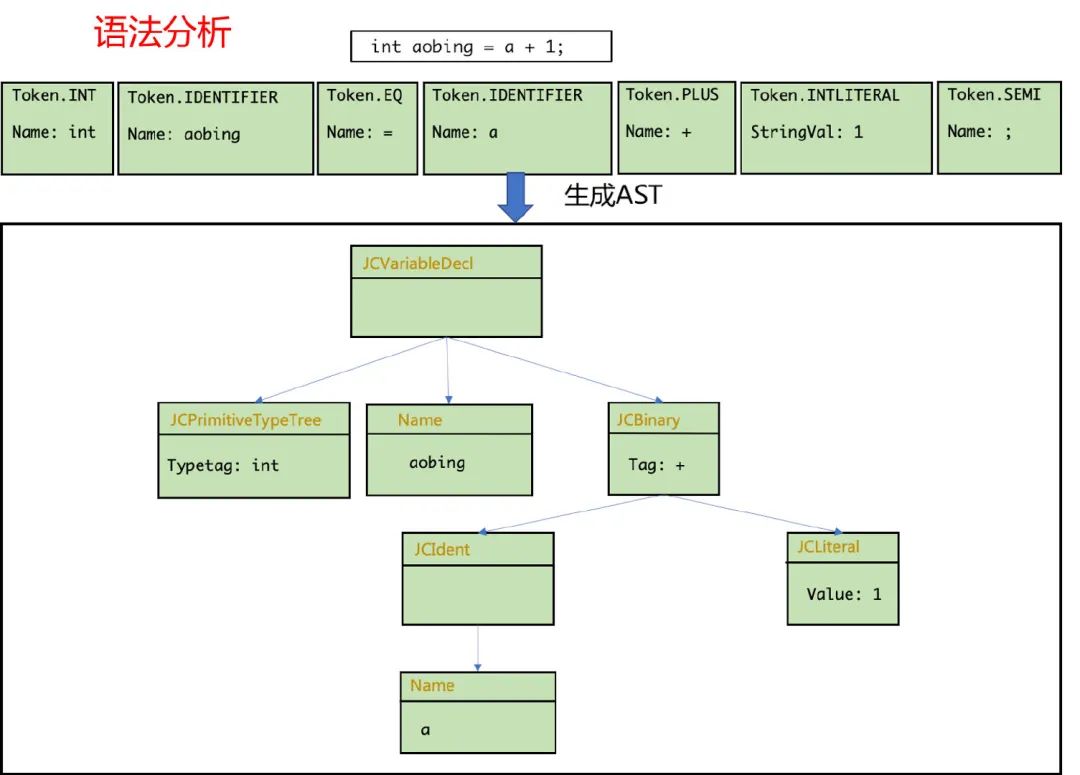 语法分析
int aobing = a + 1;
Token.INT
Name: int
Token.IDENTIFIER
Name: aobing
Token.EQ
Name: =
Token.IDENTIFIER
Name: a
Token.PLUS
Name: +
Token.INTLITERAL
StringVal: 1
Token.SEMI
Name: ;
生成AST
JCVariableDecl
JCPrimitiveTypeTree
Typetag: int
Name
aobing
JCBinary
Tag: +
JCIdent
JCLiteral
Value: 1
Name
a